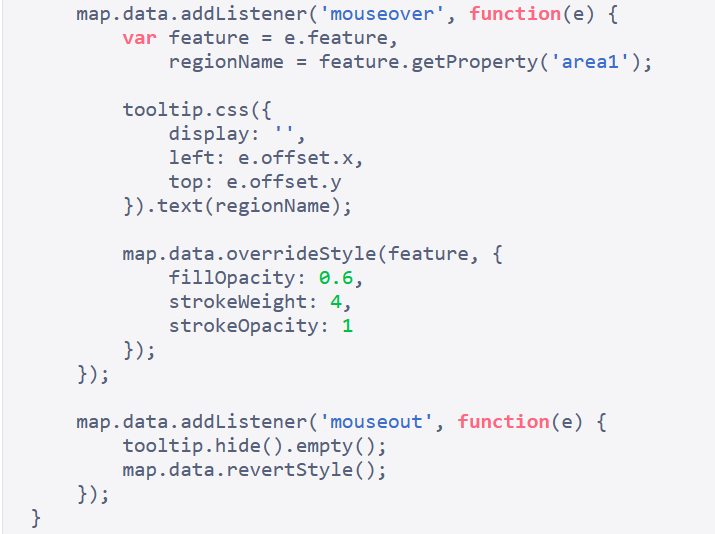 map.data.addListener('mouseover', function(e) {
var feature = e.feature,
regionName = feature.getProperty('area1');
tooltip.css({
display: '',
left: e.offset.x,
top: e.offset.y
}).text(regionName);
map.data.overrideStyle(feature, {
fillOpacity: 0.6,
strokeWeight: 4,
strokeOpacity: 1
});
});
map.data.addListener('mouseout', function(e) {
tooltip.hide().empty();
map.data.revertStyle();
});
}